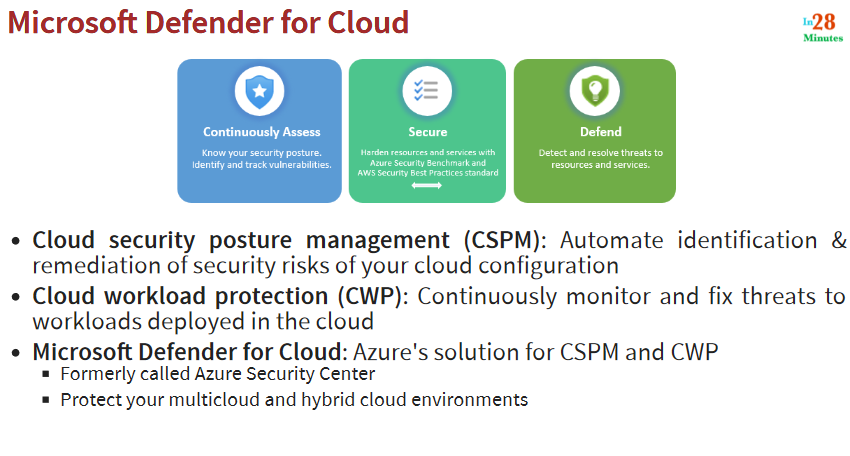 Microsoft Defender for Cloud
In28
Minutes
Continuously Assess
Know your security posture.
Identify and track vulnerabilities.
Secure
Harden resources and services with
Azure Security Benchmark and
AWS Security Best Practices standard
Defend
Detect and resolve threats to
resources and services.
• Cloud security posture management (CSPM): Automate identification &
remediation of security risks of your cloud configuration
• Cloud workload protection (CWP): Continuously monitor and fix threats to
workloads deployed in the cloud
• Microsoft Defender for Cloud: Azure's solution for CSPM and CWP
▪ Formerly called Azure Security Center
▪ Protect your multicloud and hybrid cloud environments